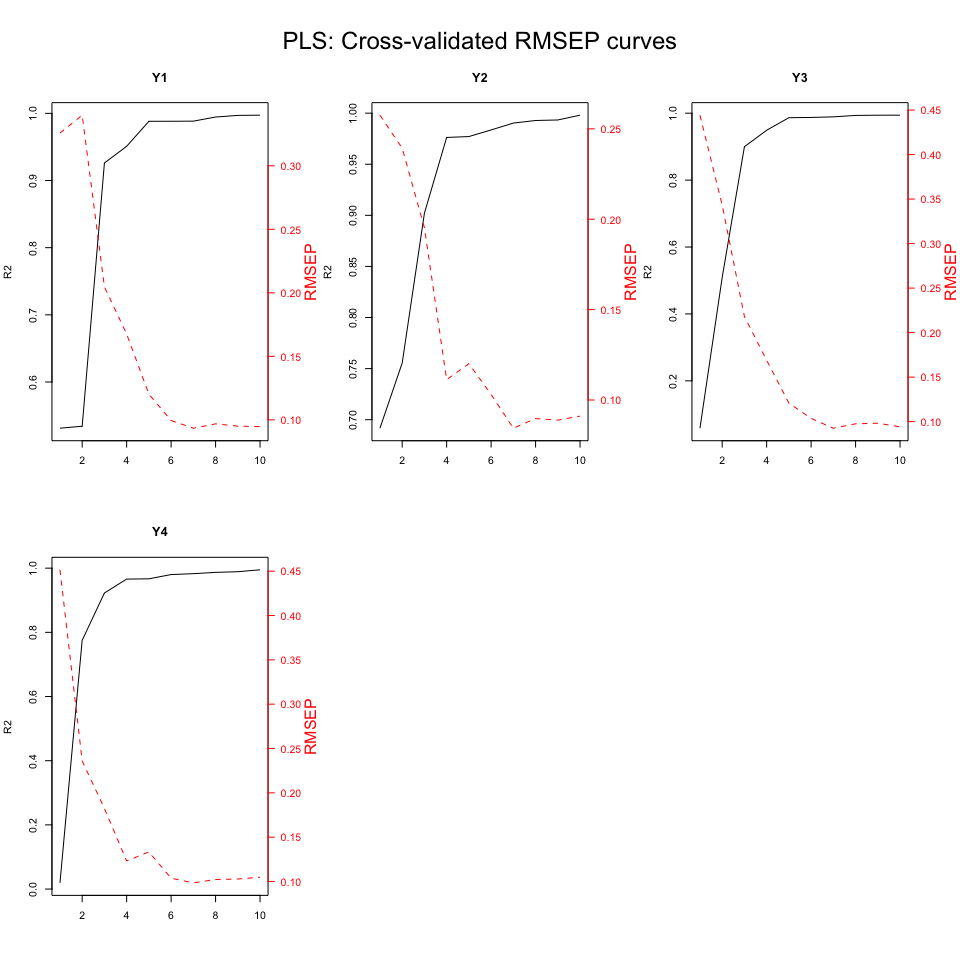 PLS: Cross-validated RMSEP curves
Y1
R2
0.6 0.7 0.8 0.9 1.0
2 4 6 8 10
0.10 0.15 0.20 0.25 0.30
RMSEP
Y2
R2
0.70 0.75 0.80 0.85 0.90 0.95 1.00
2 4 6 8 10
0.10 0.15 0.20 0.25
RMSEP
Y3
R2
0.2 0.4 0.6 0.8 1.0
2 4 6 8 10
0.10 0.15 0.20 0.25 0.30 0.35 0.40 0.45
RMSEP
Y4
R2
0.0 0.2 0.4 0.6 0.8 1.0
2 4 6 8 10
0.10 0.15 0.20 0.25 0.30 0.35 0.40 0.45
RMSEP